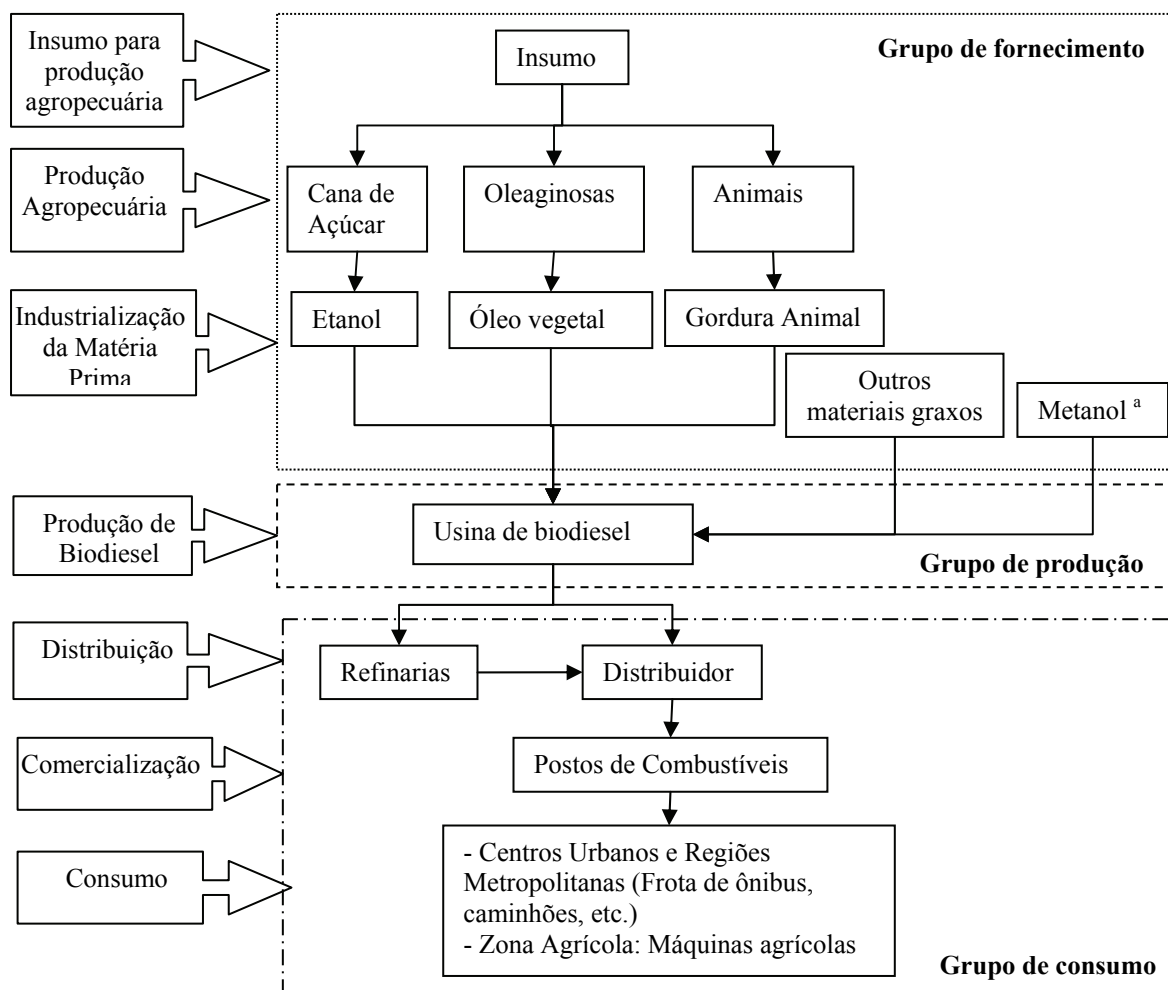 Insumo para
produção
agropecuária
Insumo
Grupo de fornecimento
Produção
Agropecuária
Cana de
Açúcar
Oleaginosas
Animais
Industrialização
da Matéria
Prima
Etanol
Óleo vegetal
Gordura Animal
Outros
materiais graxos
Metanol ª
Produção de
Biodiesel
Usina de biodiesel
Grupo de produção
Distribuição
Refinarias
Distribuidor
Comercialização
Postos de Combustíveis
Consumo
- Centros Urbanos e Regiões
Metropolitanas (Frota de ônibus,
caminhões, etc.)
- Zona Agrícola: Máquinas agrícolas
Grupo de consumo